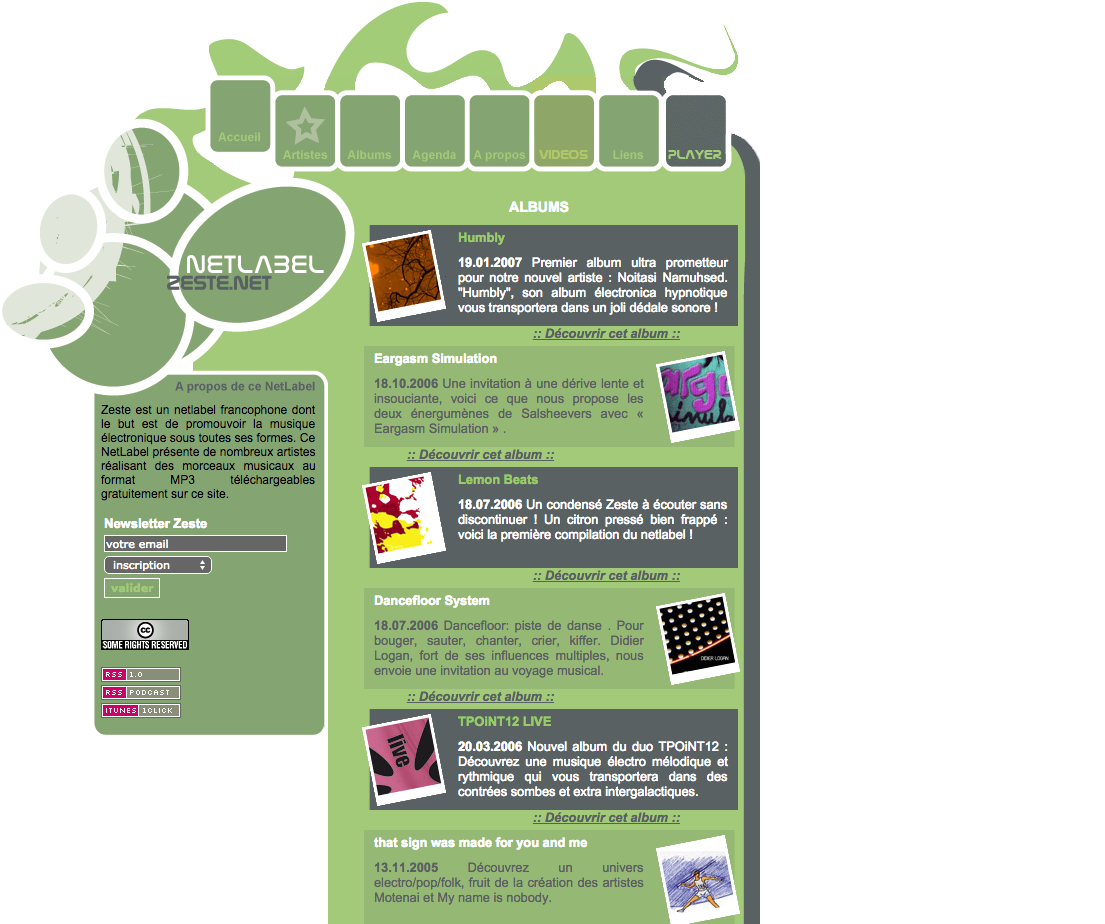 Accueil
Artistes
Albums
Agenda
A propos
VIDEOS
Liens
PLAYER
NETLABEL
ZESTE.NET
A propos de ce NetLabel
Zeste est un netlabel francophone dont
le but est de promouvoir la musique
électronique sous toutes ses formes. Ce
NetLabel présente de nombreux artistes
réalisant des morceaux musicaux au
format MP3 téléchargeables
gratuitement sur ce site.
Newsletter Zeste
votre email
inscription
valider
CC
SOME RIGHTS RESERVED
RSS 1.0
RSS PODCAST
ITUNES 1CLICK
ALBUMS
Humbly
19.01.2007 Premier album ultra prometteur
pour notre nouvel artiste : Noitasi Namuhsed.
"Humbly", son album électronica hypnotique
vous transportera dans un joli dédale sonore !
:: Découvrir cet album ::
Eargasm Simulation
18.10.2006 Une invitation à une dérive lente et
insouciante, voici ce que nous propose les
deux énergumènes de Salsheevers avec «
Eargasm Simulation » .
:: Découvrir cet album ::
Lemon Beats
18.07.2006 Un condensé Zeste à écouter sans
discontinuer ! Un citron pressé bien frappé :
voici la première compilation du netlabel !
:: Découvrir cet album ::
Dancefloor System
18.07.2006 Dancefloor: piste de danse . Pour
bouger, sauter, chanter, crier, kiffer. Didier
Logan, fort de ses influences multiples, nous
envoie une invitation au voyage musical.
DIDIER LOGAN
:: Découvrir cet album ::
TPOiNT12 LIVE
live
20.03.2006 Nouvel album du duo TPOiNT12 :
Découvrez une musique électro mélodique et
rythmique qui vous transportera dans des
contrées sombes et extra intergalactiques.
:: Découvrir cet album ::
that sign was made for you and me
13.11.2005 Découvrez un univers
electro/pop/folk, fruit de la création des artistes
Motenai et My name is nobody.